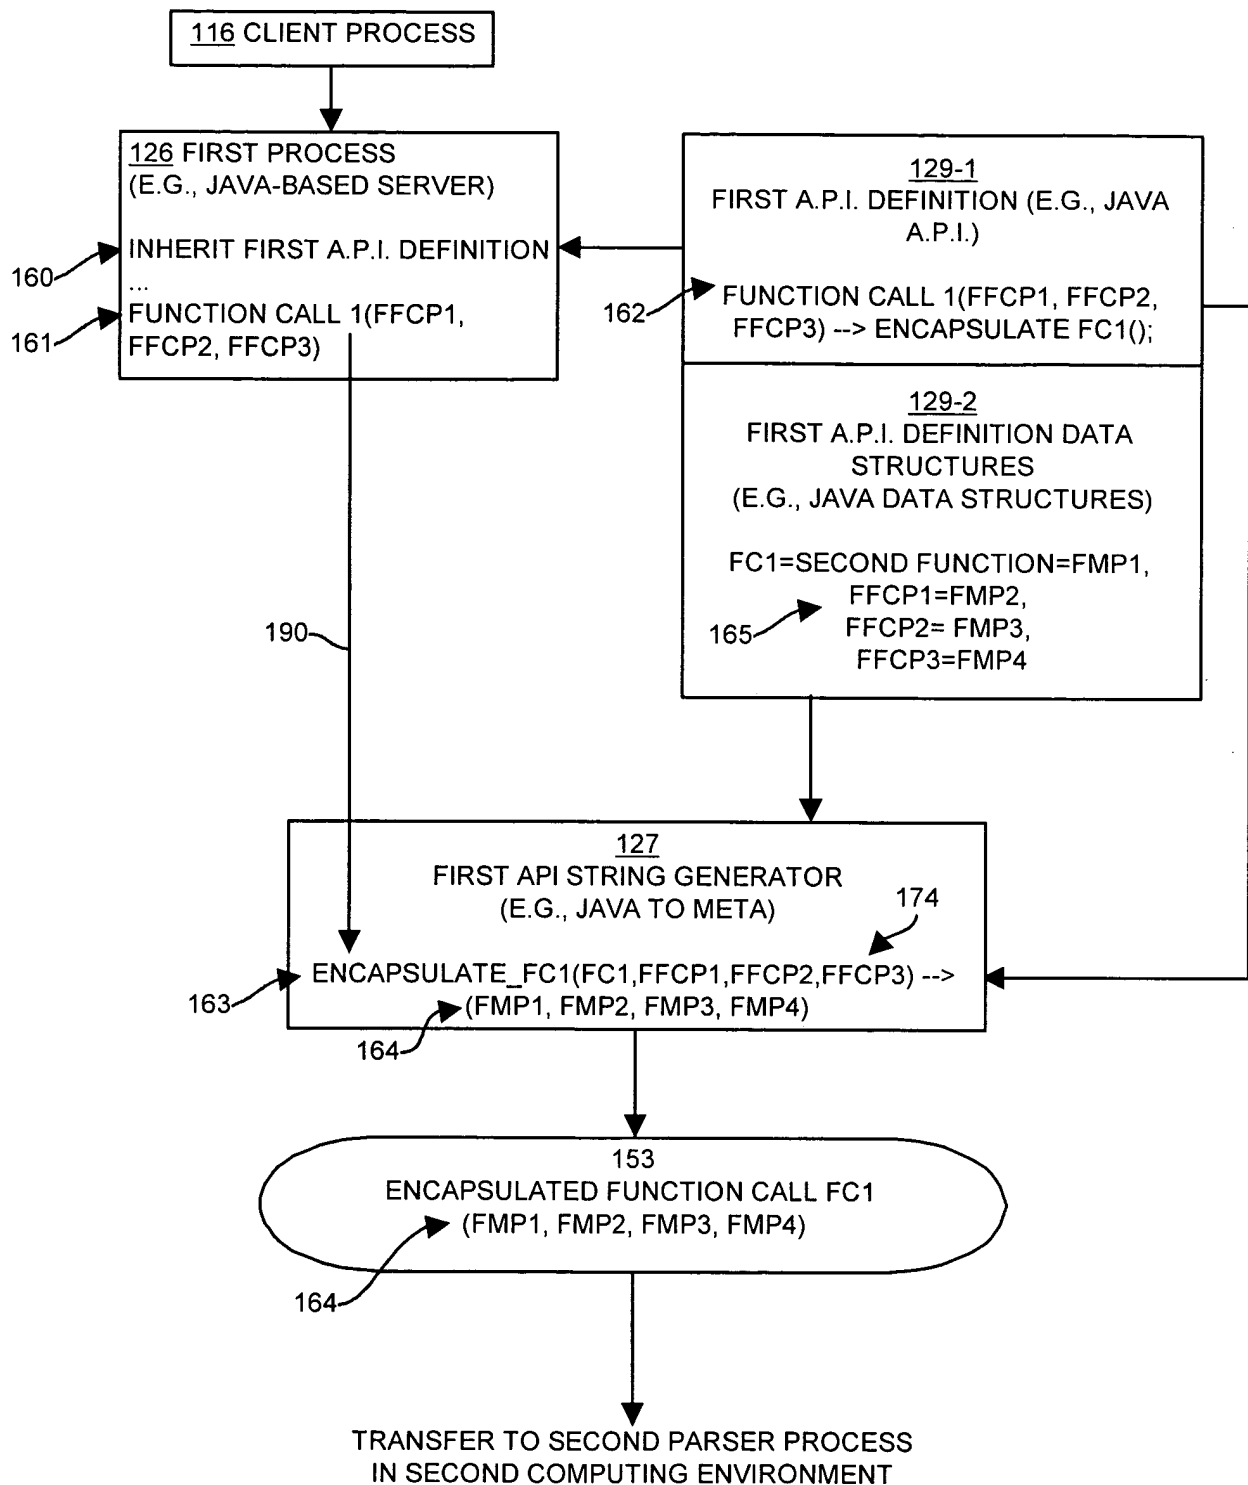 116 CLIENT PROCESS
126 FIRST PROCESS
(E.G., JAVA-BASED SERVER)
INHERIT FIRST A.P.I. DEFINITION
...
FUNCTION CALL 1(FFCP1,
FFCP2, FFCP3)
160
161
129-1
FIRST A.P.I. DEFINITION (E.G., JAVA
A.P.I.)
FUNCTION CALL 1(FFCP1, FFCP2,
FFCP3) --> ENCAPSULATE FC1();
162
129-2
FIRST A.P.I. DEFINITION DATA
STRUCTURES
(E.G., JAVA DATA STRUCTURES)
FC1=SECOND FUNCTION=FMP1,
FFCP1=FMP2,
FFCP2= FMP3,
FFCP3=FMP4
165
190
127
FIRST API STRING GENERATOR
(E.G., JAVA TO META)
174
ENCAPSULATE_FC1(FC1,FFCP1,FFCP2,FFCP3) -->
(FMP1, FMP2, FMP3, FMP4)
163
164
153
ENCAPSULATED FUNCTION CALL FC1
(FMP1, FMP2, FMP3, FMP4)
164
TRANSFER TO SECOND PARSER PROCESS
IN SECOND COMPUTING ENVIRONMENT